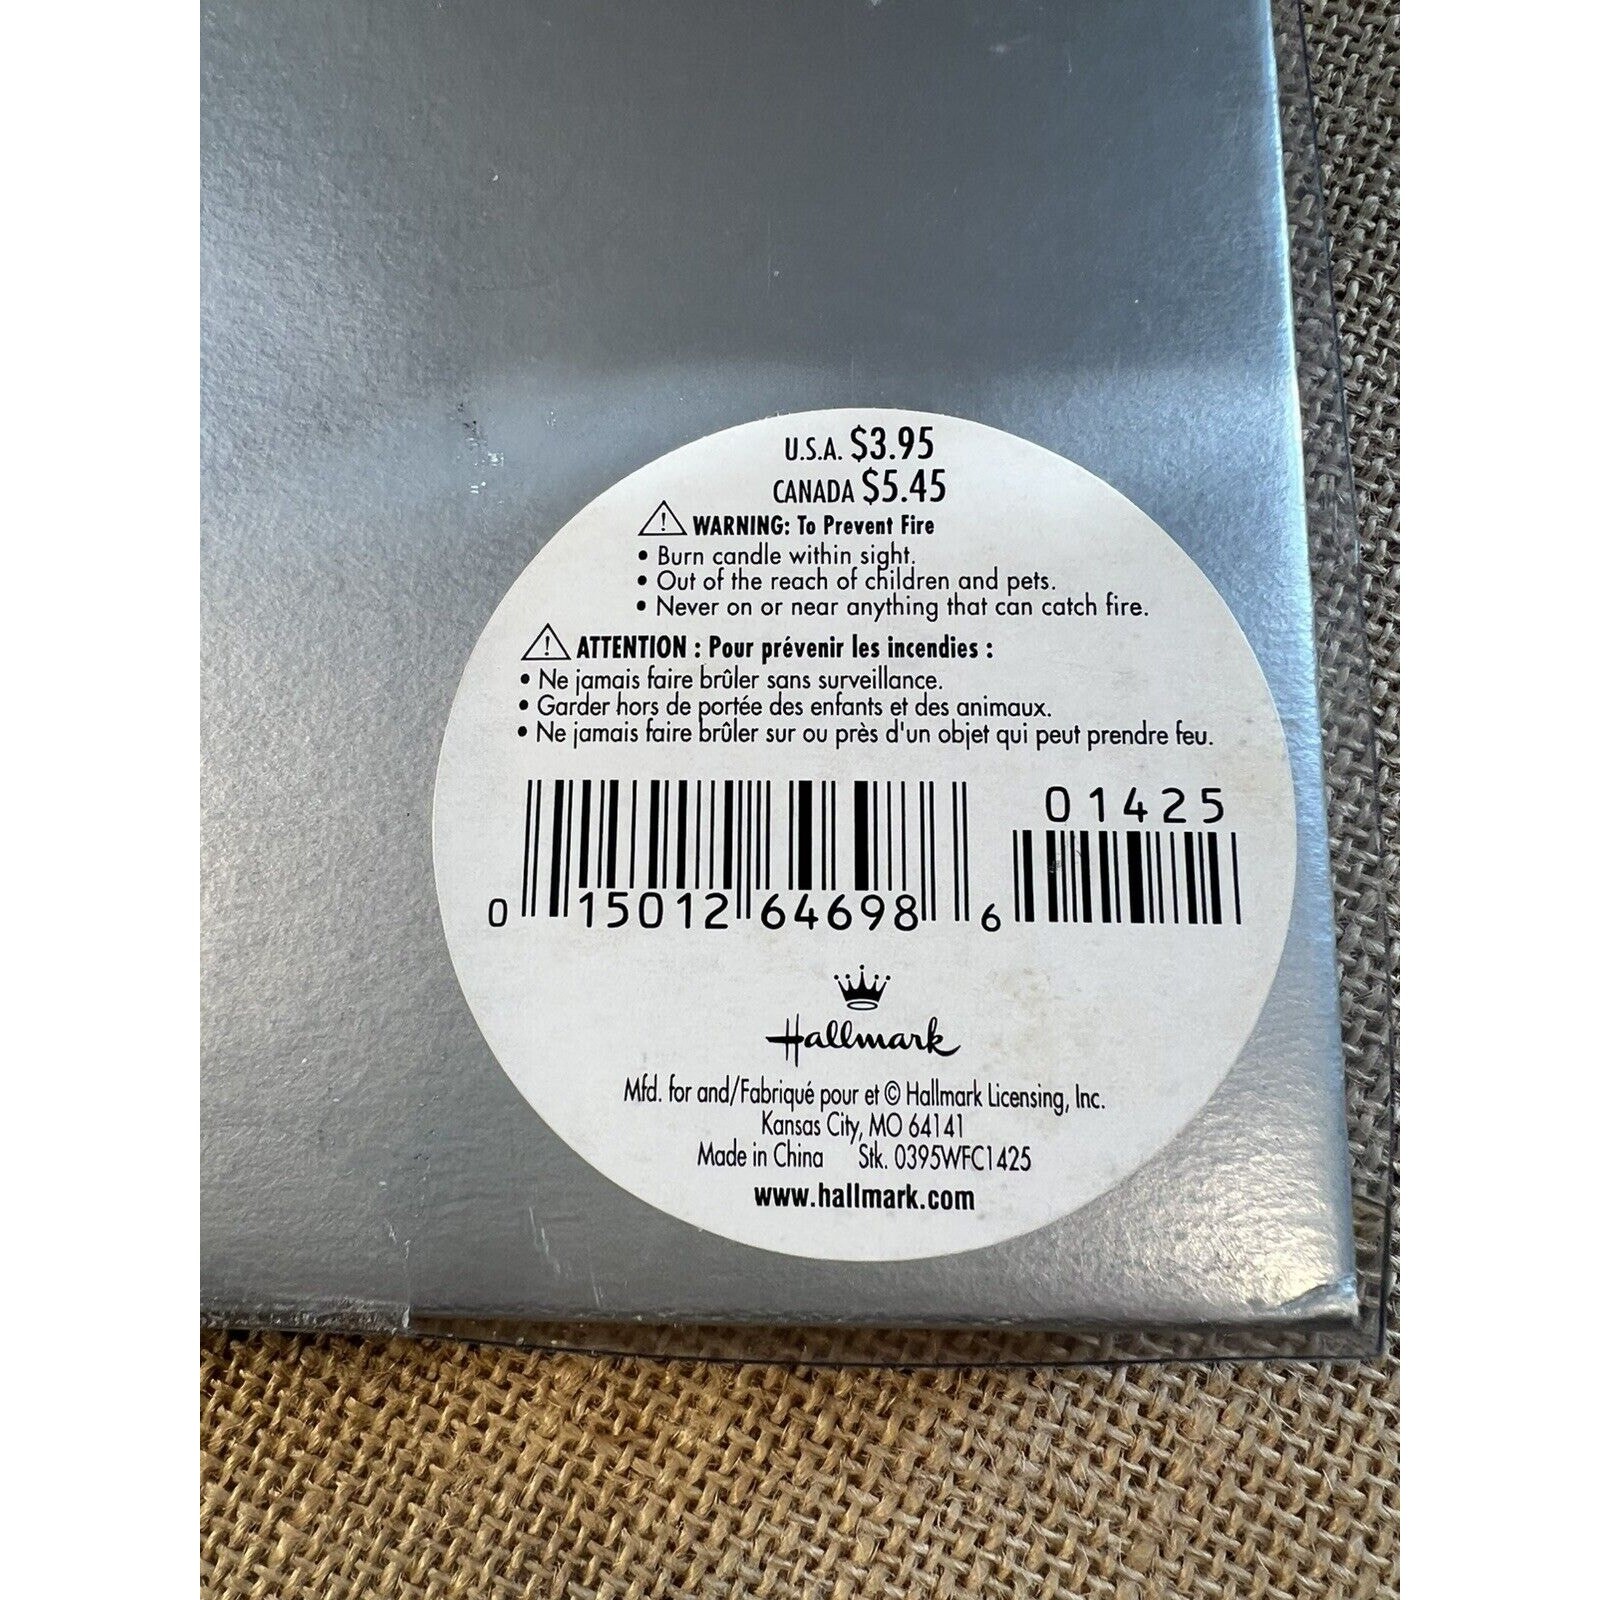 U.S.A. $3.95
CANADA $5.45
WARNING: To Prevent Fire
• Burn candle within sight.
• Out of the reach of children and pets.
• Never on or near anything that can catch fire.
ATTENTION : Pour prévenir les incendies :
• Ne jamais faire brûler sans surveillance.
• Garder hors de portée des enfants et des animaux.
• Ne jamais faire brûler sur ou près d'un objet qui peut prendre feu.
01425
0 15012 64698 6
Hallmark
Mfd. for and/Fabriqué pour et © Hallmark Licensing, Inc.
Kansas City, MO 64141
Made in China Stk. 0395WFC1425
www.hallmark.com